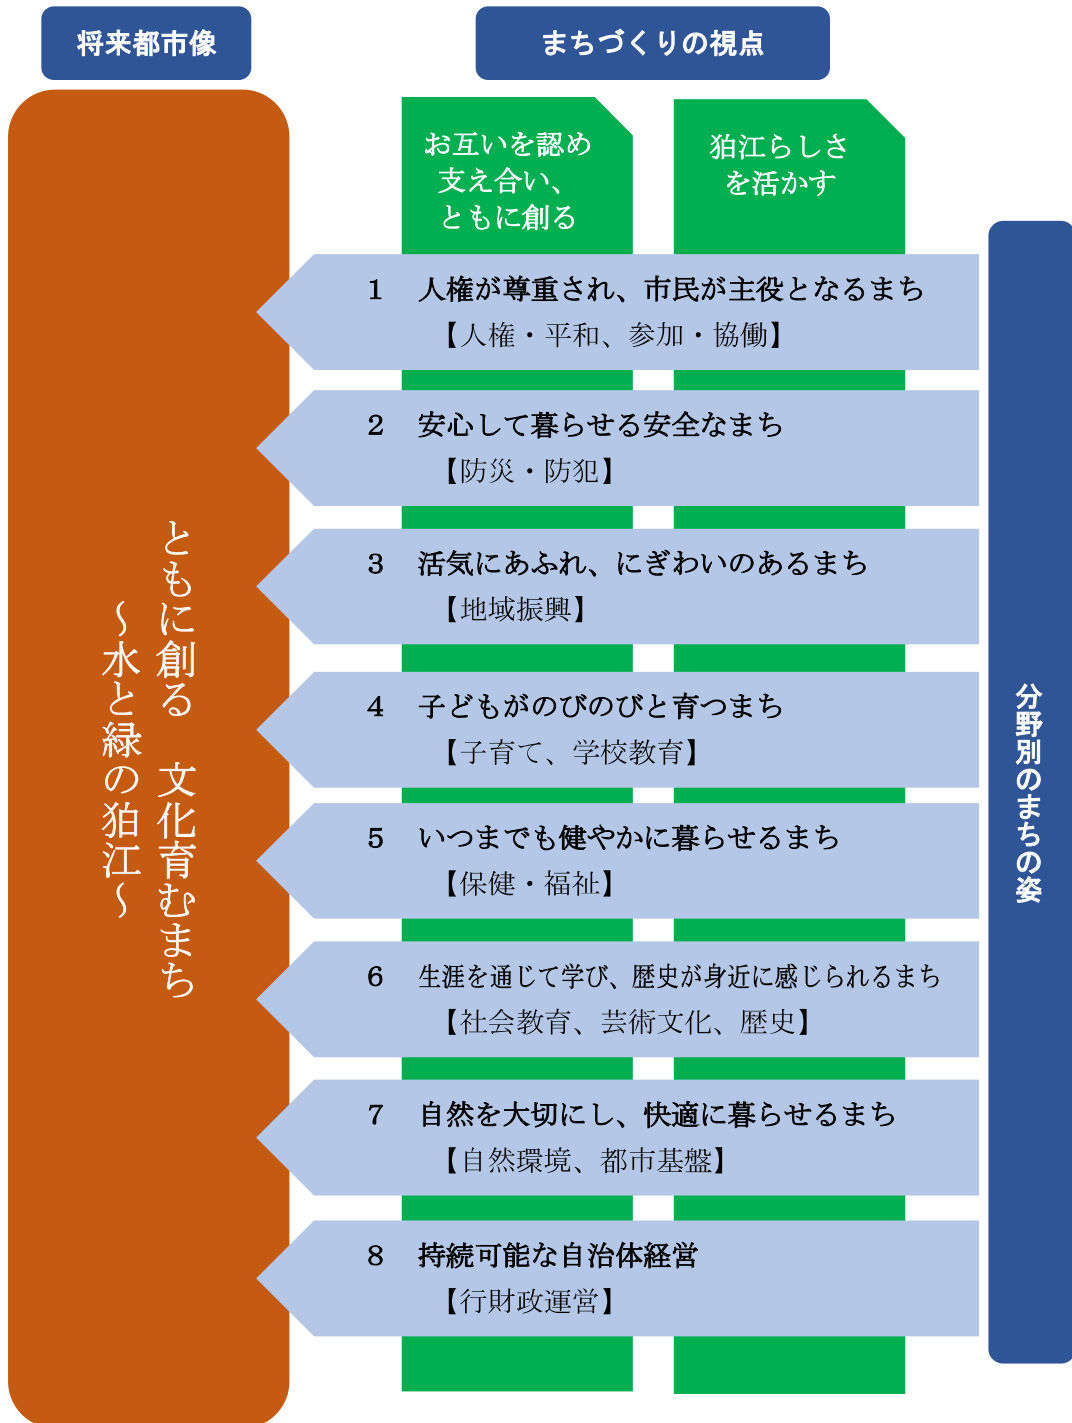 将来都市像
まちづくりの視点
お互いを認め
支え合い、
ともに創る
狛江らしさ
を活かす
ともに創る　文化育むまち
～水と緑の狛江～
1　人権が尊重され、市民が主役となるまち
【人権・平和、参加・協働】
2　安心して暮らせる安全なまち
【防災・防犯】
3　活気にあふれ、にぎわいのあるまち
【地域振興】
4　子どもがのびのびと育つまち
【子育て、学校教育】
5　いつまでも健やかに暮らせるまち
【保健・福祉】
6　生涯を通じて学び、歴史が身近に感じられるまち
【社会教育、芸術文化、歴史】
7　自然を大切にし、快適に暮らせるまち
【自然環境、都市基盤】
8　持続可能な自治体経営
【行財政運営】
分野別のまちの姿